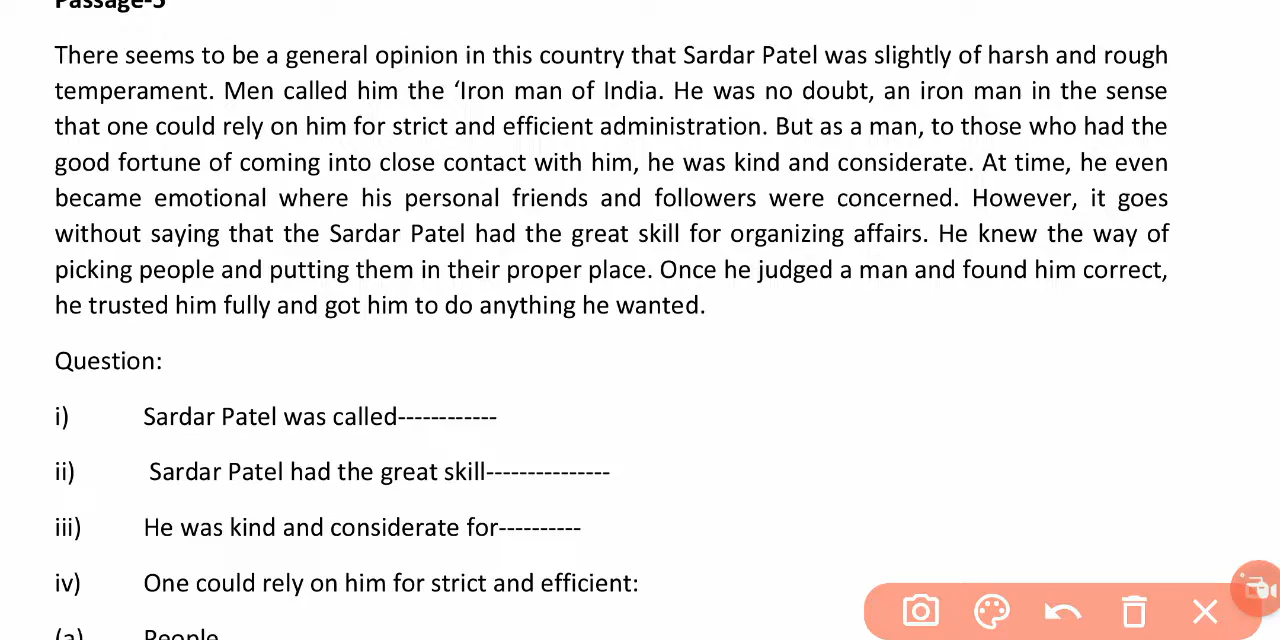 Passage-5
There seems to be a general opinion in this country that Sardar Patel was slightly of harsh and rough
temperament. Men called him the ‘Iron man of India. He was no doubt, an iron man in the sense
that one could rely on him for strict and efficient administration. But as a man, to those who had the
good fortune of coming into close contact with him, he was kind and considerate. At time, he even
became emotional where his personal friends and followers were concerned. However, it goes
without saying that the Sardar Patel had the great skill for organizing affairs. He knew the way of
picking people and putting them in their proper place. Once he judged a man and found him correct,
he trusted him fully and got him to do anything he wanted.
Question:
i) Sardar Patel was called------------
ii) Sardar Patel had the great skill---------------
iii) He was kind and considerate for----------
iv) One could rely on him for strict and efficient:
(a) People